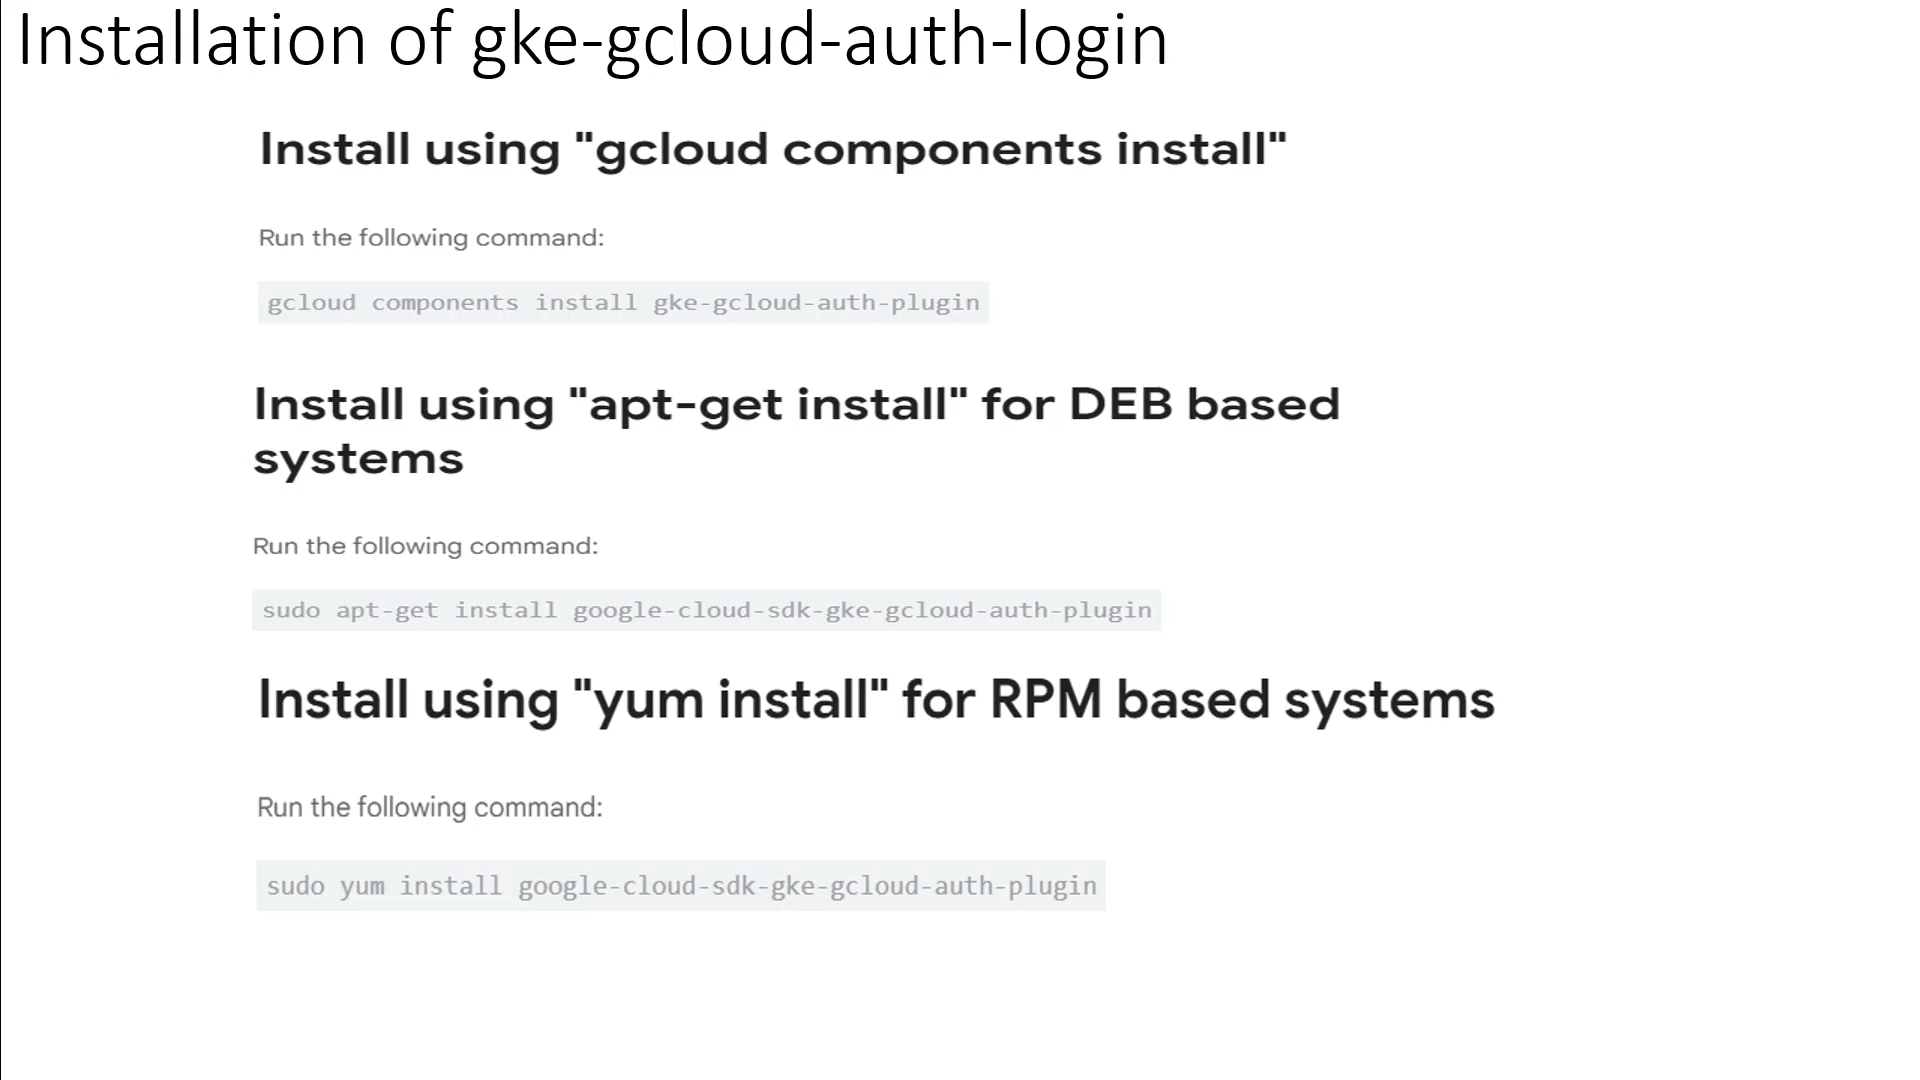 Installation of gke-gcloud-auth-login
Install using "gcloud components install"
Run the following command:
gcloud components install gke-gcloud-auth-plugin
Install using "apt-get install" for DEB based
systems
Run the following command:
sudo apt-get install google-cloud-sdk-gke-gcloud-auth-plugin
Install using "yum install" for RPM based systems
Run the following command:
sudo yum install google-cloud-sdk-gke-gcloud-auth-plugin